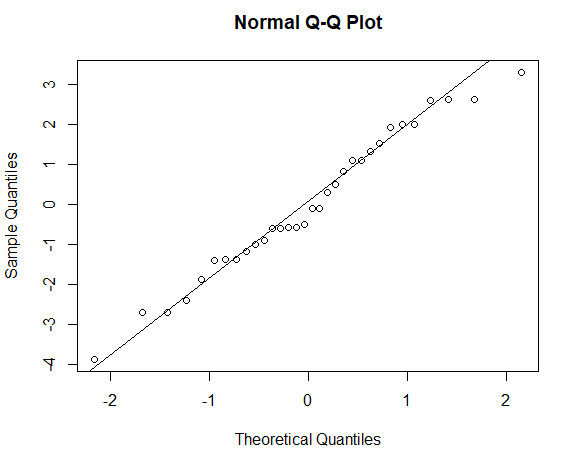 Normal Q-Q Plot
3
2
1
0
-1
-2
-3
-4
Sample Quantiles
-2 -1 0 1 2
Theoretical Quantiles